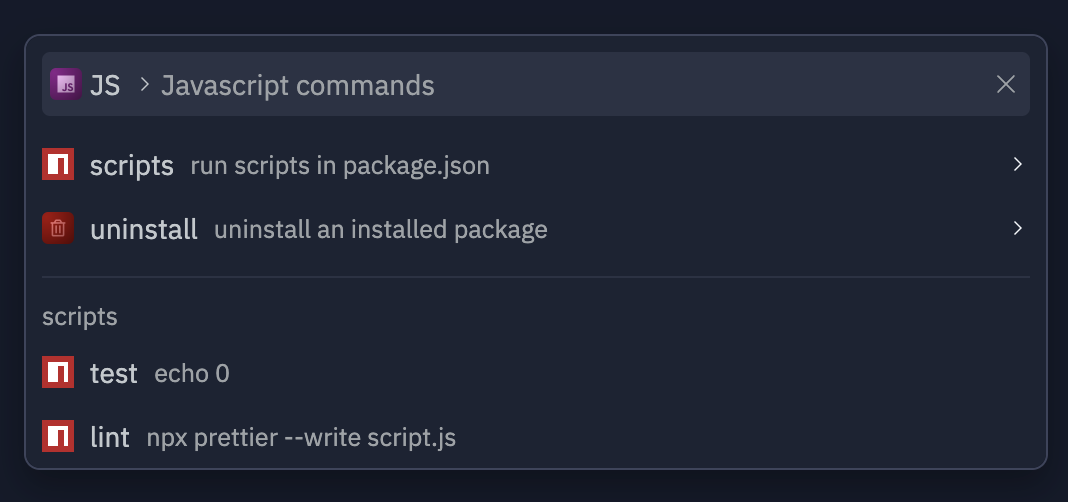 JS > Javascript commands
scripts run scripts in package.json
uninstall uninstall an installed package
scripts
test echo 0
lint npx prettier --write script.js